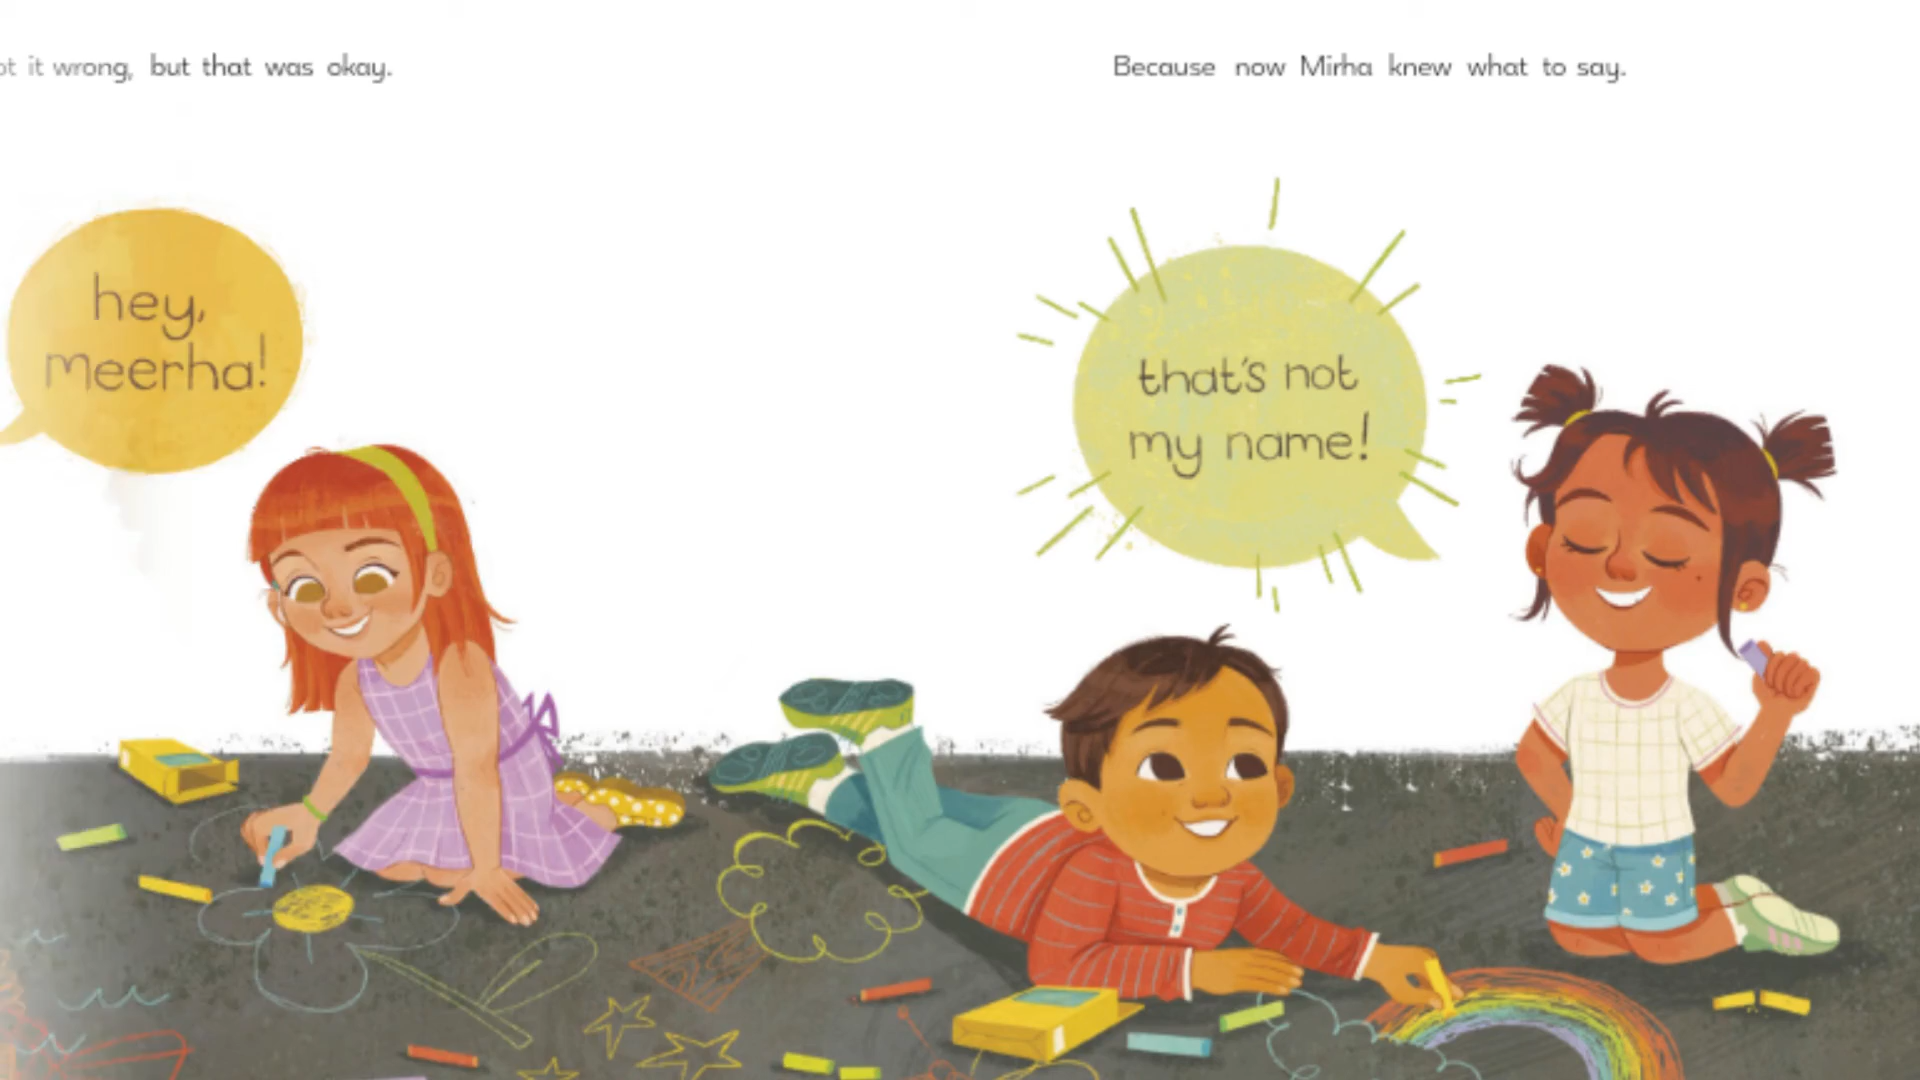 it wrong, but that was okay.
Because now Mirha knew what to say.
hey,
meerha!
that's not
my name!